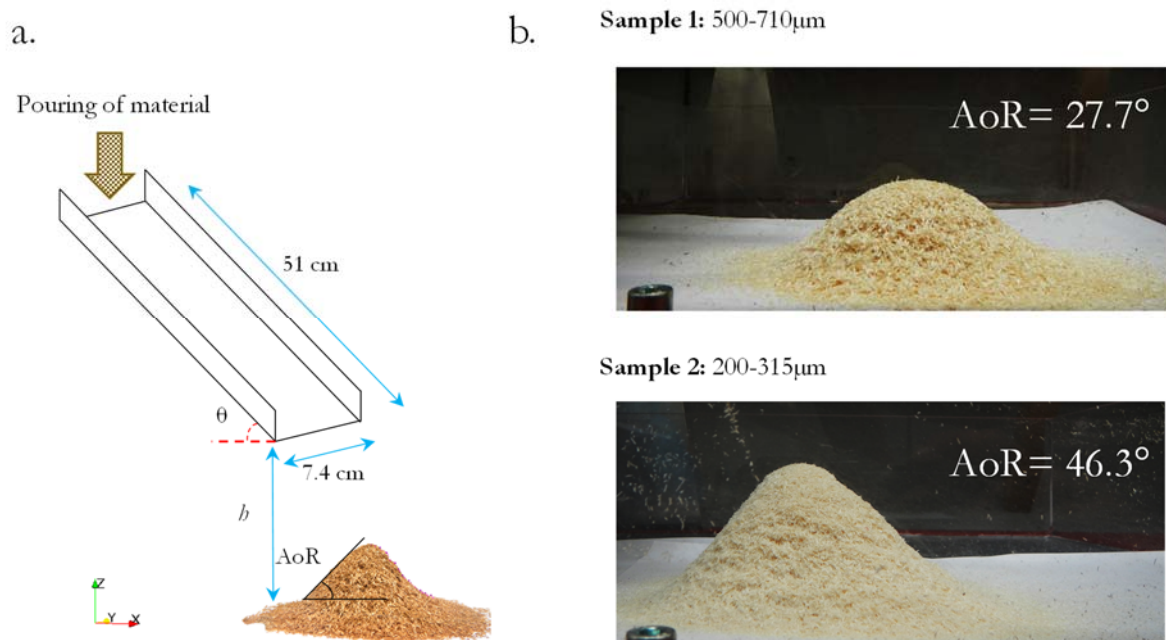 a.
Pouring of material
51 cm
θ
7.4 cm
h
AoR
Z
Y
X
b.
Sample 1: 500-710μm
AoR= 27.7°
Sample 2: 200-315μm
AoR= 46.3°